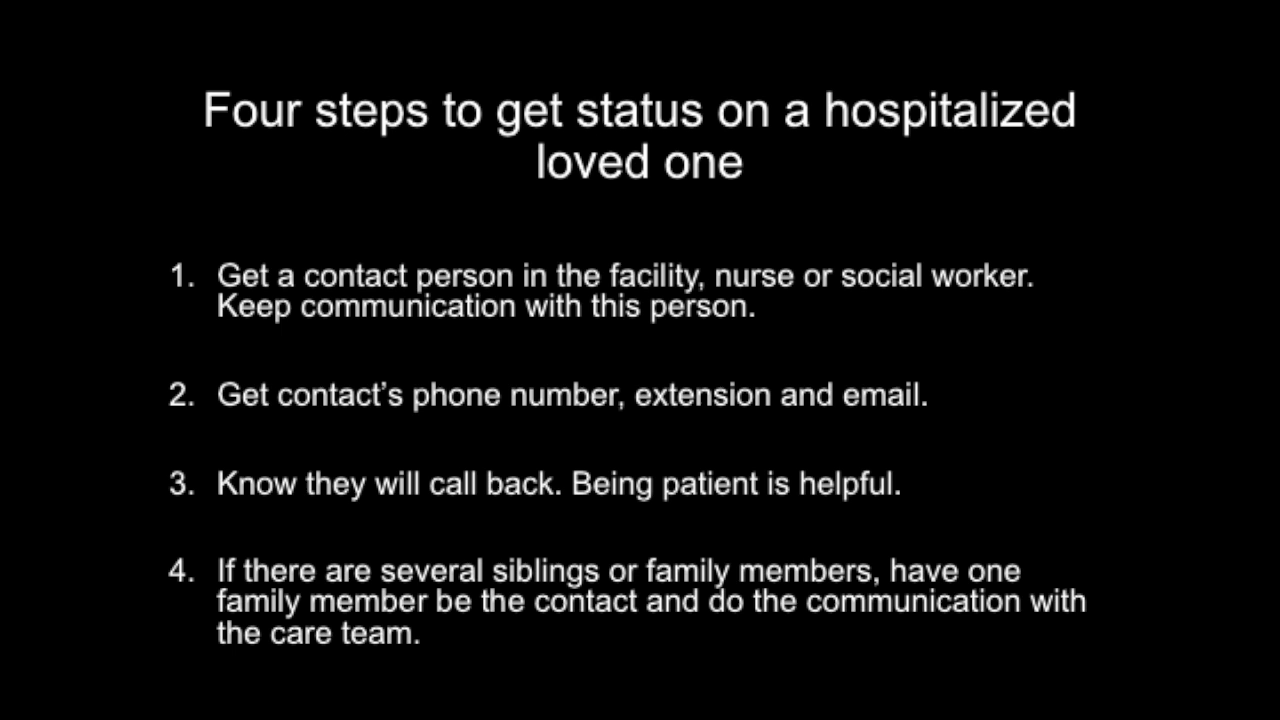 Four steps to get status on a hospitalized
loved one
1. Get a contact person in the facility, nurse or social worker.
Keep communication with this person.
2. Get contact’s phone number, extension and email.
3. Know they will call back. Being patient is helpful.
4. If there are several siblings or family members, have one
family member be the contact and do the communication with
the care team.